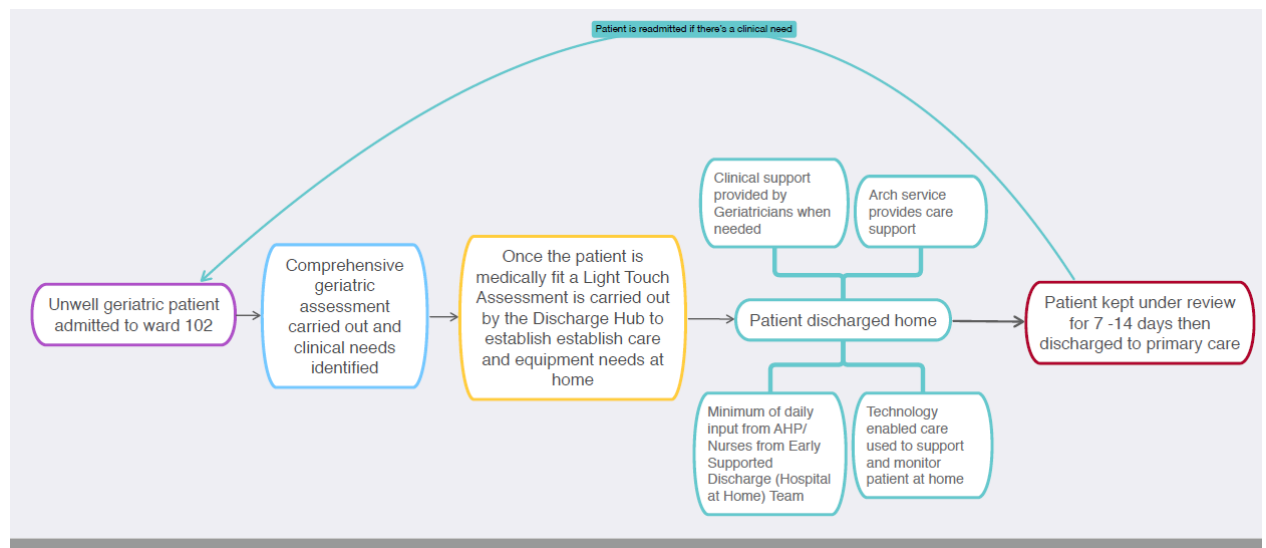 Patient is readmitted if there's a clinical need
Unwell geriatric patient
admitted to ward 102
Comprehensive
geriatric
assessment
carried out and
clinical needs
identified
Once the patient is
medically fit a Light Touch
Assessment is carried out
by the Discharge Hub to
establish establish care
and equipment needs at
home
Clinical support
provided by
Geriatricians when
needed
Arch service
provides care
support
Patient discharged home
Minimum of daily
input from AHP/
Nurses from Early
Supported
Discharge (Hospital
at Home) Team
Technology
enabled care
used to support
and monitor
patient at home
Patient kept under review
for 7 -14 days then
discharged to primary care